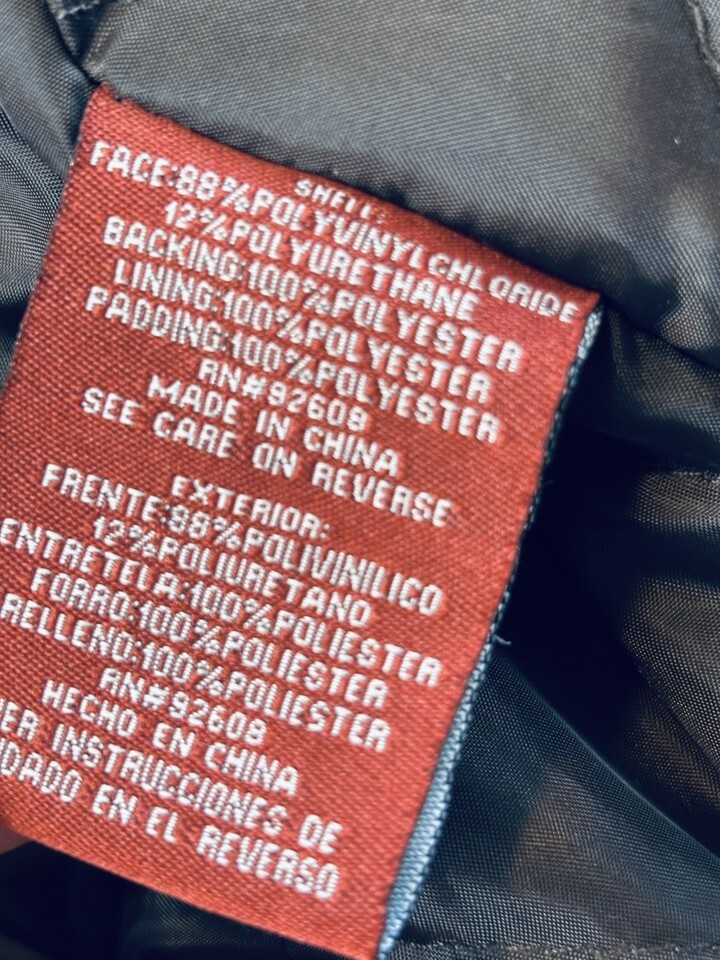 SHELL:
FACE:88%POLYVINYLCHLORIDE
12%POLYURETHANE
BACKING:100%POLYESTER
LINING:100%POLYESTER
PADDING:100%POLYESTER
RN#92608
MADE IN CHINA
SEE CARE ON REVERSE
EXTERIOR:
FRENTE:88%POLIVINILICO
12%POLIURETANO
ENTRETELA:100%POLIESTER
FORRO:100%POLIESTER
RELLENO:100%POLIESTER
RN#92608
HECHO EN CHINA
INSTRUCCIONES DE
EN EL REVERSO